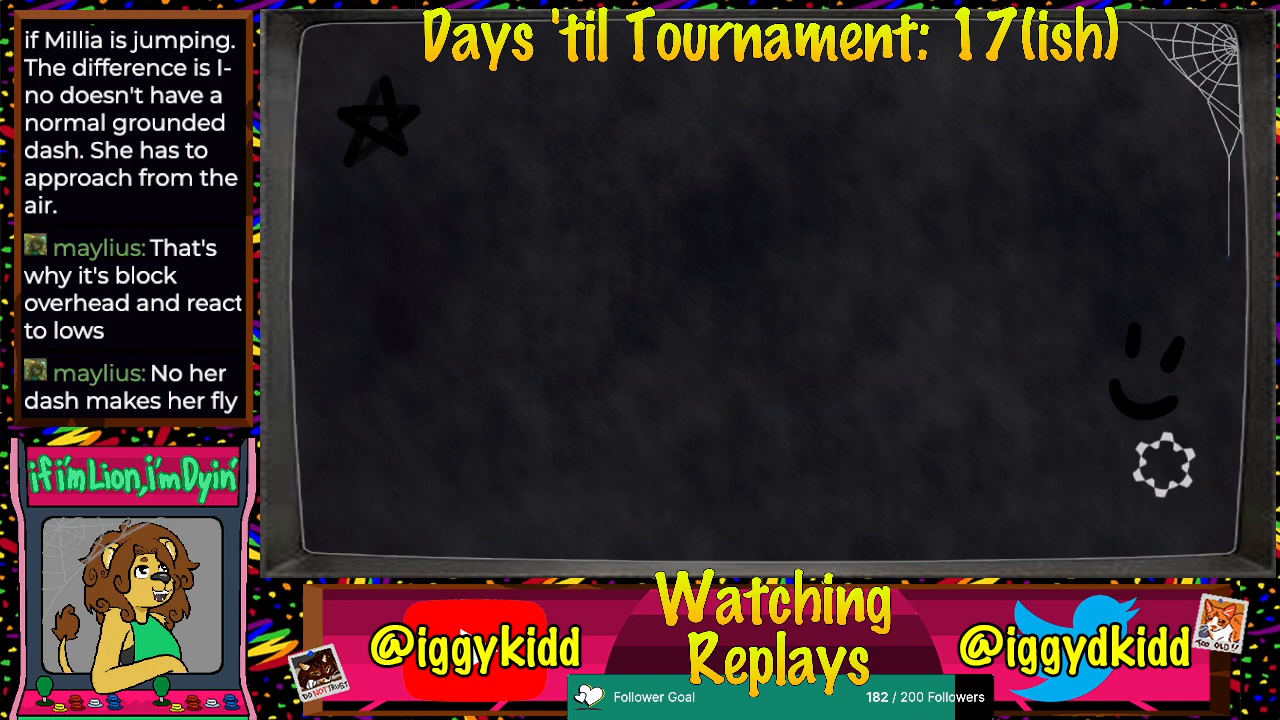 Days 'til Tournament: 17(ish)
if Millia is jumping.
The difference is I-
no doesn't have a
normal grounded
dash. She has to
approach from the
air.
maylius: That's
why it's block
overhead and react
to lows
maylius: No her
dash makes her fly
if i'm Lion, i'm Dyin'
@iggykidd
Watching
Replays
@iggydkidd
DO NOT TRUST
TOO OLD!!
Follower Goal
182 / 200 Followers